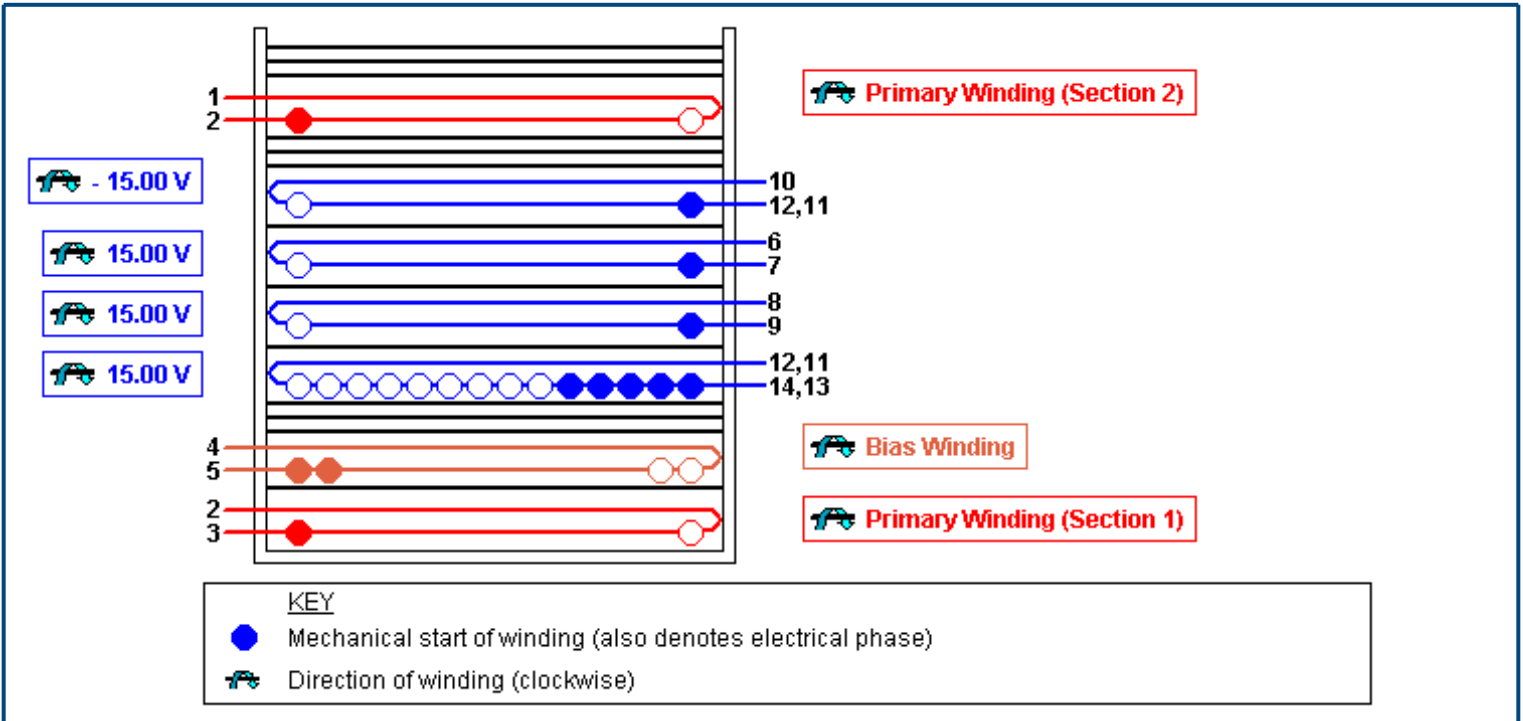 1
Primary Winding (Section 2)
2
- 15.00 V
10
12,11
15.00 V
6
7
15.00 V
8
9
15.00 V
12,11
14,13
4
Bias Winding
5
2
Primary Winding (Section 1)
3
KEY
Mechanical start of winding (also denotes electrical phase)
Direction of winding (clockwise)